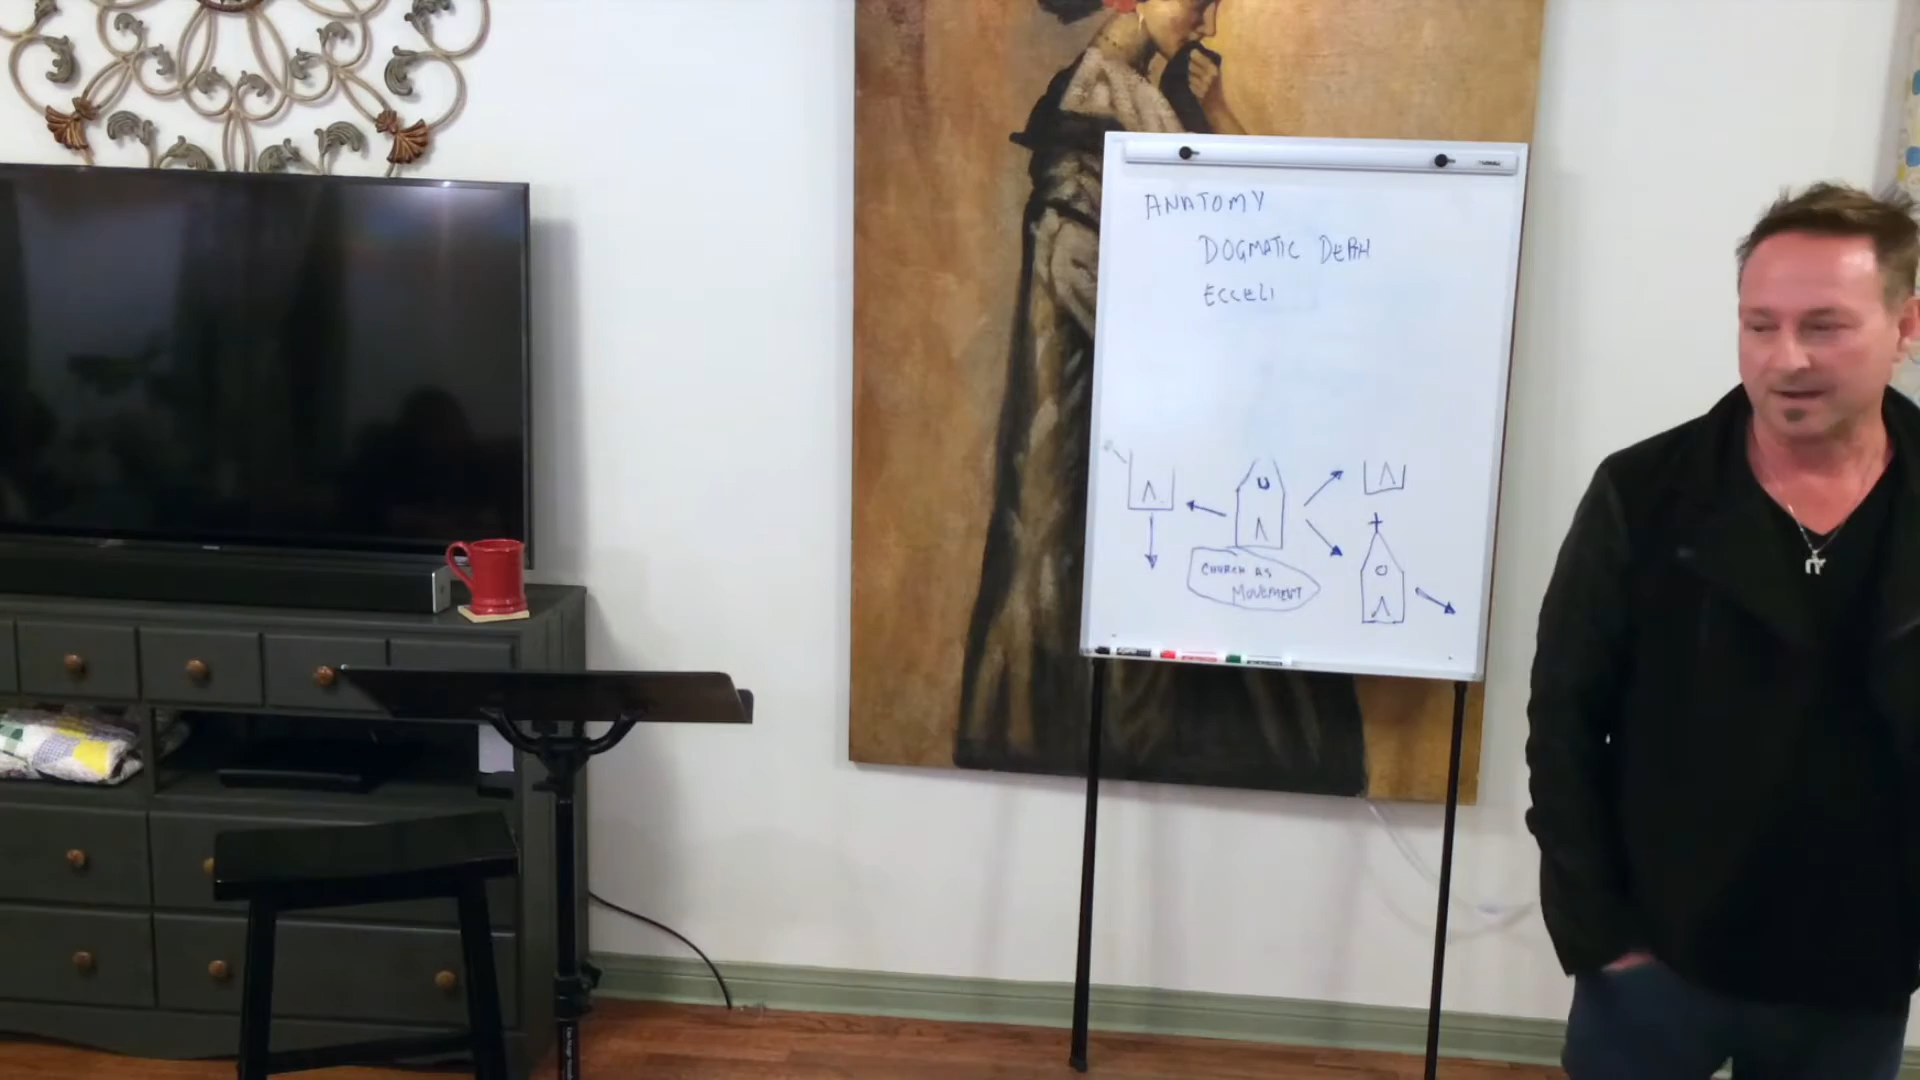 ANATOMY
DOGMATIC DEPTH
ECCELI
CHURCH AS
MOVEMENT